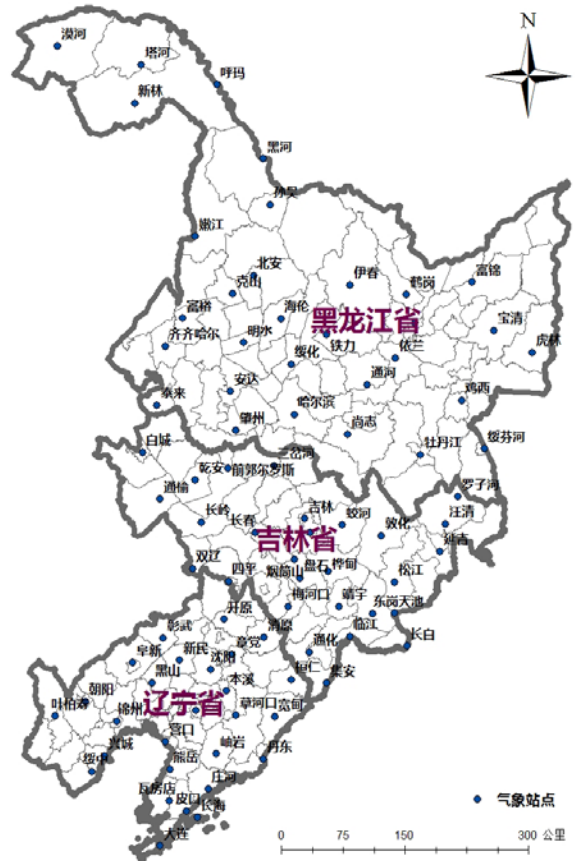 漠河
塔河
N
呼玛
新林
黑河
孙吴
嫩江
北安
克山
伊春
鹤岗
富锦
富裕
海伦
黑龙江省
宝清
齐齐哈尔
明水
绥化
铁力
依兰
虎林
通河
安达
泰来
鸡西
哈尔滨
肇州
尚志
牡丹江
绥芬河
白城
三岔河
乾安
前郭尔罗斯
通榆
罗子河
长岭
长春
吉林
蛟河
敦化
汪清
吉林省
延吉
双辽
四平
烟筒山
盘石
桦甸
松江
梅河口
靖宇
东岗
天池
开原
清原
临江
长白
彰武
章党
通化
阜新
新民
沈阳
桓仁
集安
黑山
本溪
朝阳
叶柏寿
锦州
辽宁省
草河口
宽甸
营口
兴城
岫岩
丹东
绥中
熊岳
瓦房店
庄河
皮口
长海
大连
气象站点
0 75 150 300 公里